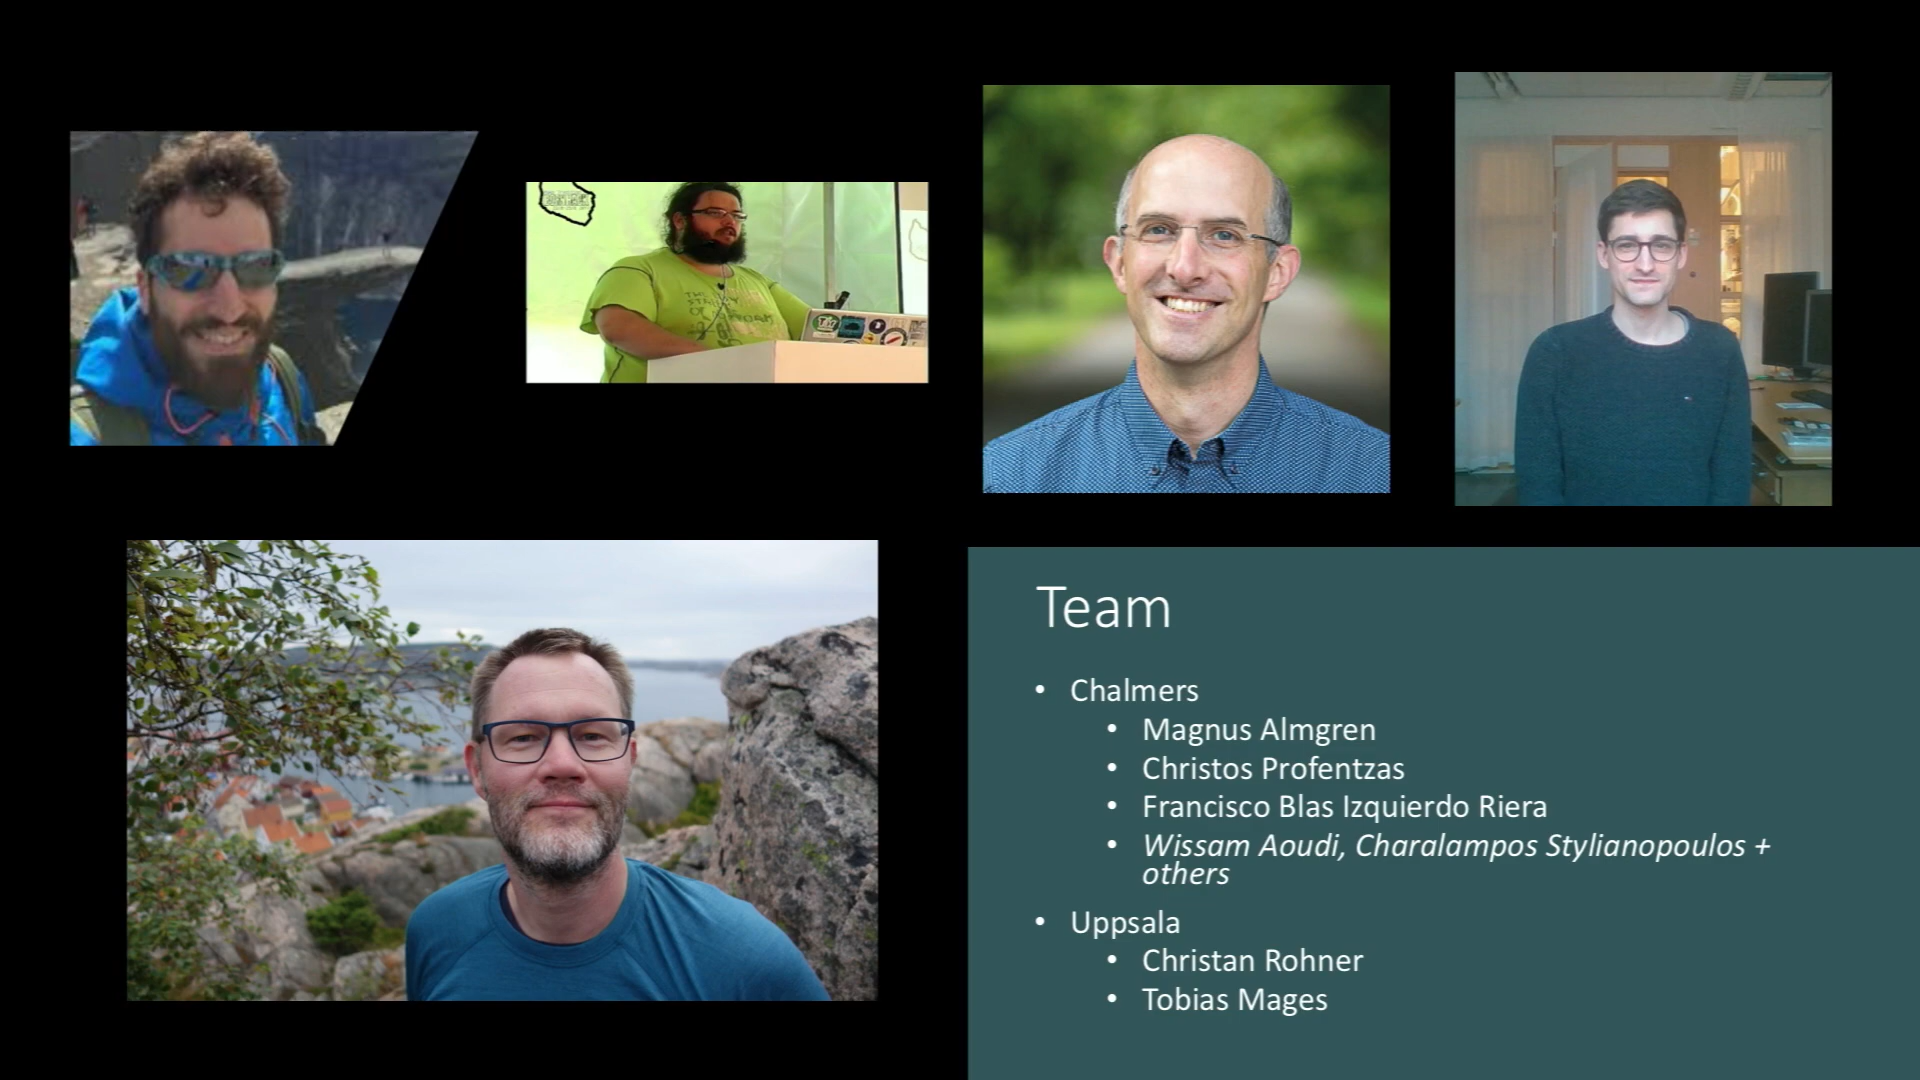 Team
• Chalmers
• Magnus Almgren
• Christos Profentzas
• Francisco Blas Izquierdo Riera
• Wissam Aoudi, Charalampos Stylianopoulos +
others
• Uppsala
• Christan Rohner
• Tobias Mages